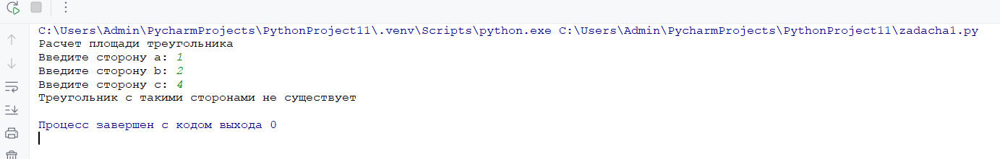 C:\Users\Admin\PycharmProjects\PythonProject11\.venv\Scripts\python.exe C:\Users\Admin\PycharmProjects\PythonProject11\zadacha1.py
Расчет площади треугольника
Введите сторону a: 1
Введите сторону b: 2
Введите сторону c: 4
Треугольник с такими сторонами не существует
Процесс завершен с кодом выхода 0